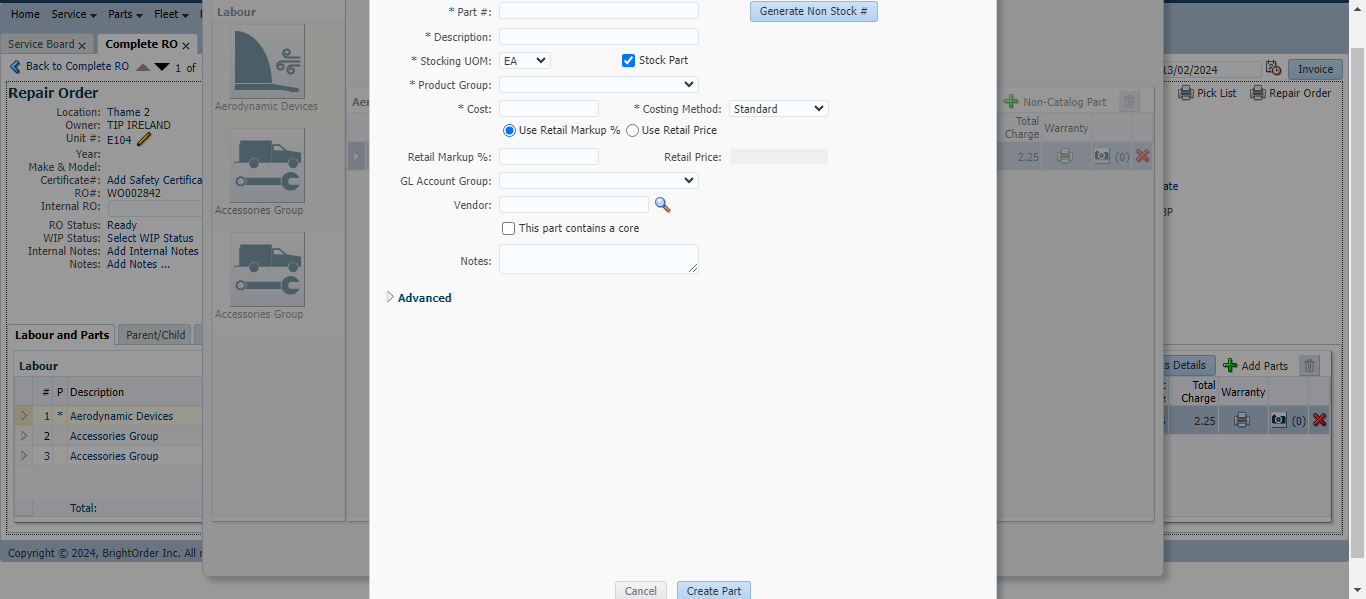 Home Service Parts Fleet
Service Board x
Complete RO x
Back to Complete RO 1 of
13/02/2024
Invoice
Pick List
Repair Order
Repair Order
Location: Thame 2
Owner: TIP IRELAND
Unit #: E104
Year:
Make & Model:
Certificate#: Add Safety Certifica
RO#: WO002842
Internal RO:
RO Status: Ready
WIP Status: Select WIP Status
Internal Notes: Add Internal Notes
Notes: Add Notes ...
Labour and Parts
Parent/Child
Labour
# P Description
1 * Aerodynamic Devices
2 Accessories Group
3 Accessories Group
Total:
Copyright © 2024, BrightOrder Inc. All r
Labour
Aerodynamic Devices
Accessories Group
Accessories Group
Aer
* Part #:
Generate Non Stock #
* Description:
* Stocking UOM: EA
Stock Part
* Product Group:
* Cost:
* Costing Method: Standard
Use Retail Markup %
Use Retail Price
Retail Markup %:
Retail Price:
GL Account Group:
Vendor:
This part contains a core
Notes:
Advanced
Cancel
Create Part
Non-Catalog Part
Total Charge
Warranty
2.25
(0)
ate
BP
s Details
Add Parts
Total Charge
Warranty
2.25
(0)